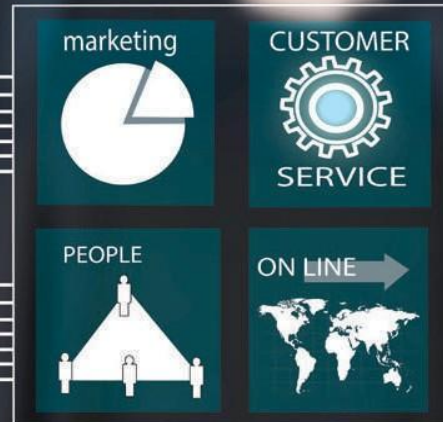 marketing
CUSTOMER
SERVICE
PEOPLE
ON LINE